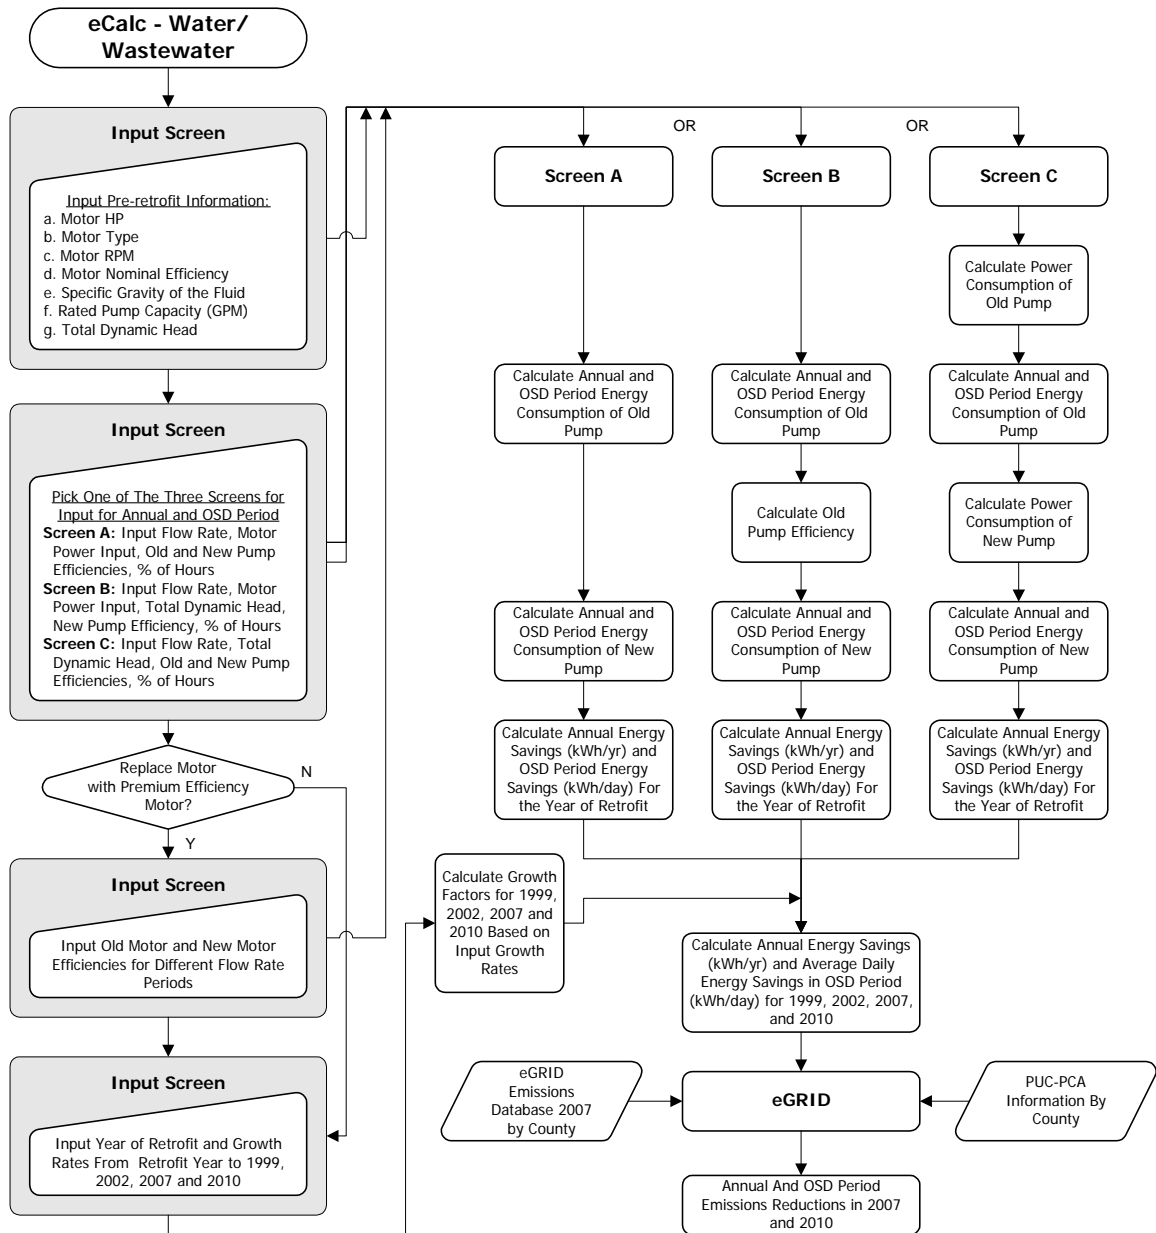 eCalc - Water/
Wastewater
Input Screen
Input Pre-retrofit Information:
a. Motor HP
b. Motor Type
c. Motor RPM
d. Motor Nominal Efficiency
e. Specific Gravity of the Fluid
f. Rated Pump Capacity (GPM)
g. Total Dynamic Head
Input Screen
Pick One of The Three Screens for
Input for Annual and OSD Period
Screen A: Input Flow Rate, Motor
Power Input, Old and New Pump
Efficiencies, % of Hours
Screen B: Input Flow Rate, Motor
Power Input, Total Dynamic Head,
New Pump Efficiency, % of Hours
Screen C: Input Flow Rate, Total
Dynamic Head, Old and New Pump
Efficiencies, % of Hours
Replace Motor
with Premium Efficiency
Motor?
N
Y
Input Screen
Input Old Motor and New Motor
Efficiencies for Different Flow Rate
Periods
Input Screen
Input Year of Retrofit and Growth
Rates From Retrofit Year to 1999,
2002, 2007 and 2010
OR
OR
Screen A
Calculate Annual and
OSD Period Energy
Consumption of Old
Pump
Calculate Annual and
OSD Period Energy
Consumption of New
Pump
Calculate Annual Energy
Savings (kWh/yr) and
OSD Period Energy
Savings (kWh/day) For
the Year of Retrofit
Screen B
Calculate Annual and
OSD Period Energy
Consumption of Old
Pump
Calculate Old
Pump Efficiency
Calculate Annual and
OSD Period Energy
Consumption of New
Pump
Calculate Annual Energy
Savings (kWh/yr) and
OSD Period Energy
Savings (kWh/day) For
the Year of Retrofit
Screen C
Calculate Power
Consumption of
Old Pump
Calculate Annual and
OSD Period Energy
Consumption of Old
Pump
Calculate Power
Consumption of
New Pump
Calculate Annual and
OSD Period Energy
Consumption of New
Pump
Calculate Annual Energy
Savings (kWh/yr) and
OSD Period Energy
Savings (kWh/day) For
the Year of Retrofit
Calculate Growth
Factors for 1999,
2002, 2007 and
2010 Based on
Input Growth
Rates
Calculate Annual Energy Savings
(kWh/yr) and Average Daily
Energy Savings in OSD Period
(kWh/day) for 1999, 2002, 2007,
and 2010
eGRID
Emissions
Database 2007
by County
eGRID
PUC-PCA
Information By
County
Annual And OSD Period
Emissions Reductions in 2007
and 2010